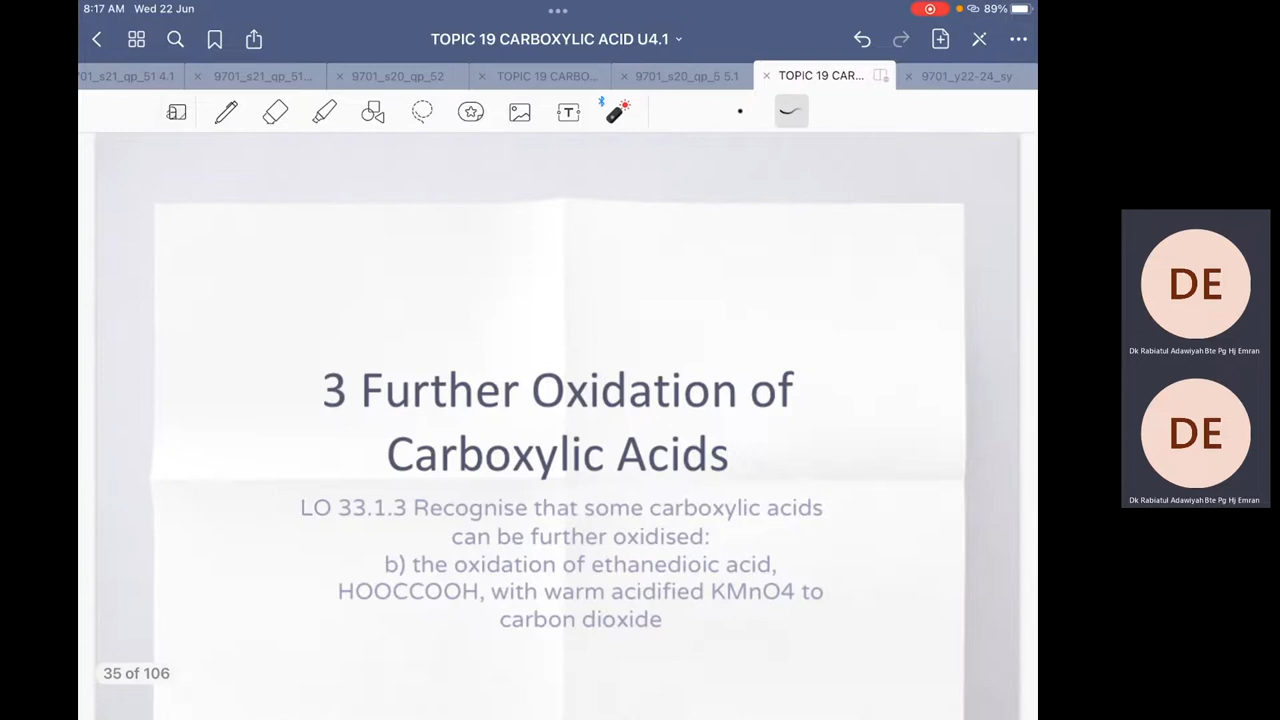 8:17 AM Wed 22 Jun
89%
TOPIC 19 CARBOXYLIC ACID U4.1
01_s21_qp_51 4.1
9701_s21_qp_51...
9701_s20_qp_52
TOPIC 19 CARBO...
9701_s20_qp_5 5.1
TOPIC 19 CAR...
9701_y22-24_sy
T
3 Further Oxidation of
Carboxylic Acids
LO 33.1.3 Recognise that some carboxylic acids
can be further oxidised:
b) the oxidation of ethanedioic acid,
HOOCCOOH, with warm acidified KMnO4 to
carbon dioxide
35 of 106
DE
Dk Rabiatul Adawiyah Bte Pg Hj Emran
DE
Dk Rabiatul Adawiyah Bte Pg Hj Emran